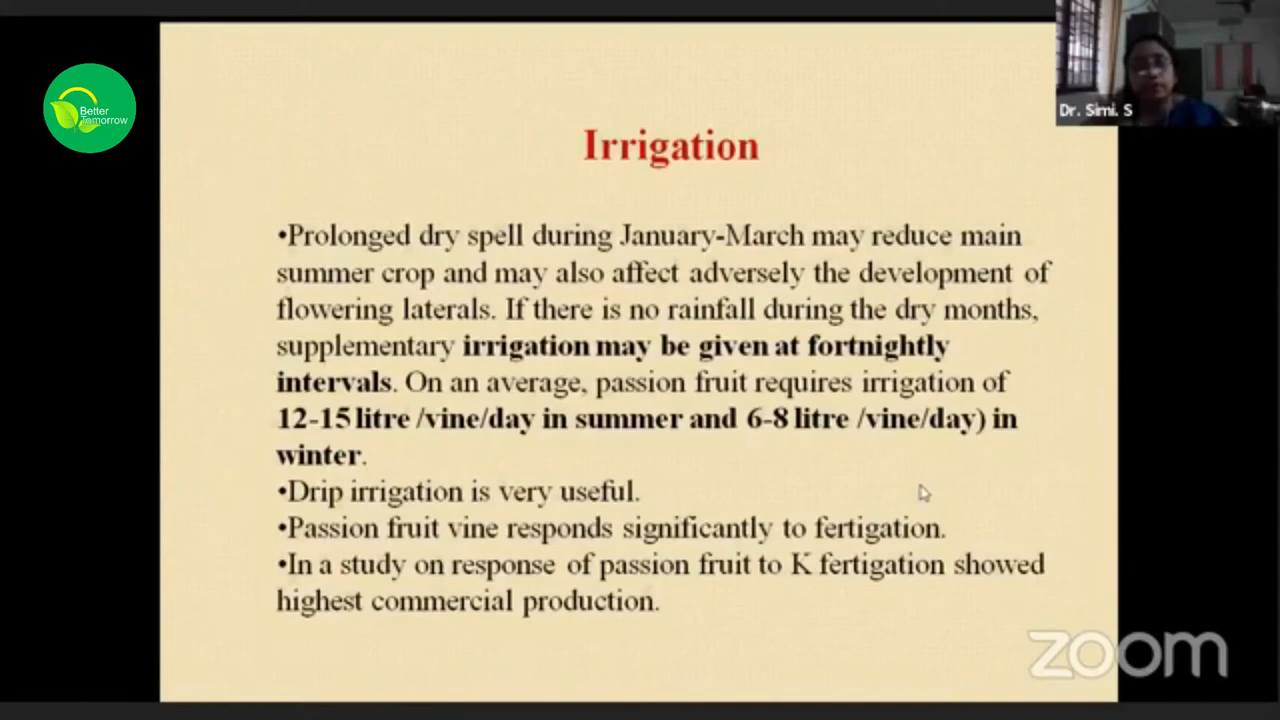 Better
Tomorrow
Dr. Simi. S
Irrigation
•Prolonged dry spell during January-March may reduce main
summer crop and may also affect adversely the development of
flowering laterals. If there is no rainfall during the dry months,
supplementary irrigation may be given at fortnightly
intervals. On an average, passion fruit requires irrigation of
12-15 litre /vine/day in summer and 6-8 litre /vine/day) in
winter.
•Drip irrigation is very useful.
•Passion fruit vine responds significantly to fertigation.
•In a study on response of passion fruit to K fertigation showed
highest commercial production.
zoom